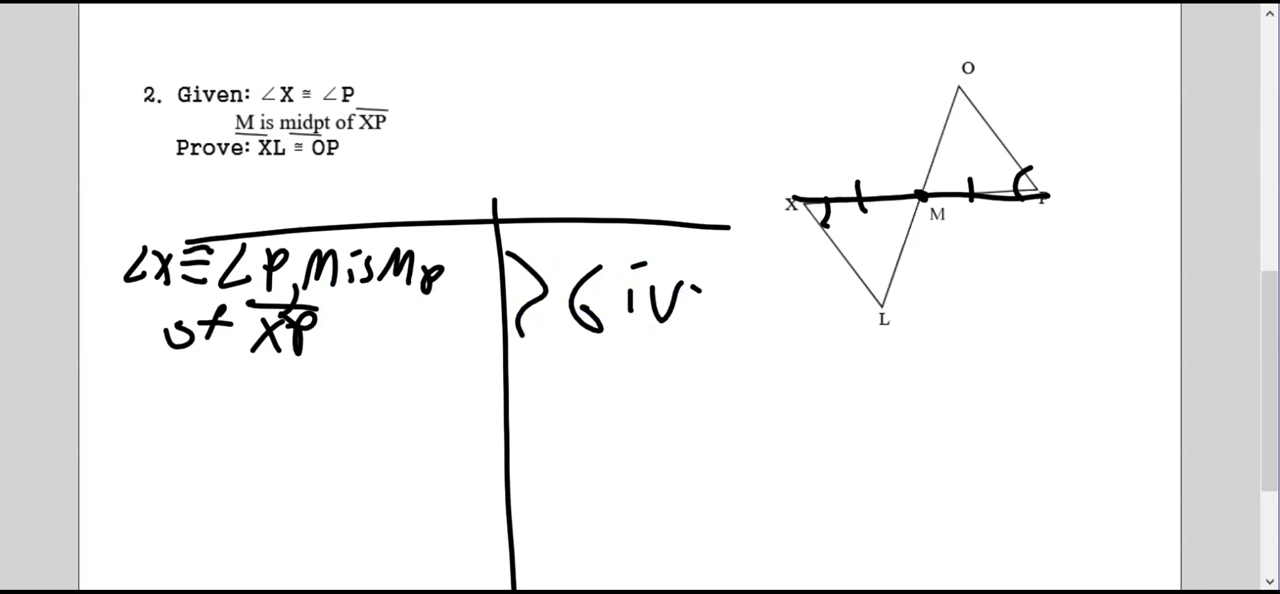 2. Given: ∠X ≅ ∠P
M is midpt of XP
Prove: XL ≅ OP
O
X
M
P
L
∠X ≅ ∠P, M is Mp
of XP
Giv.